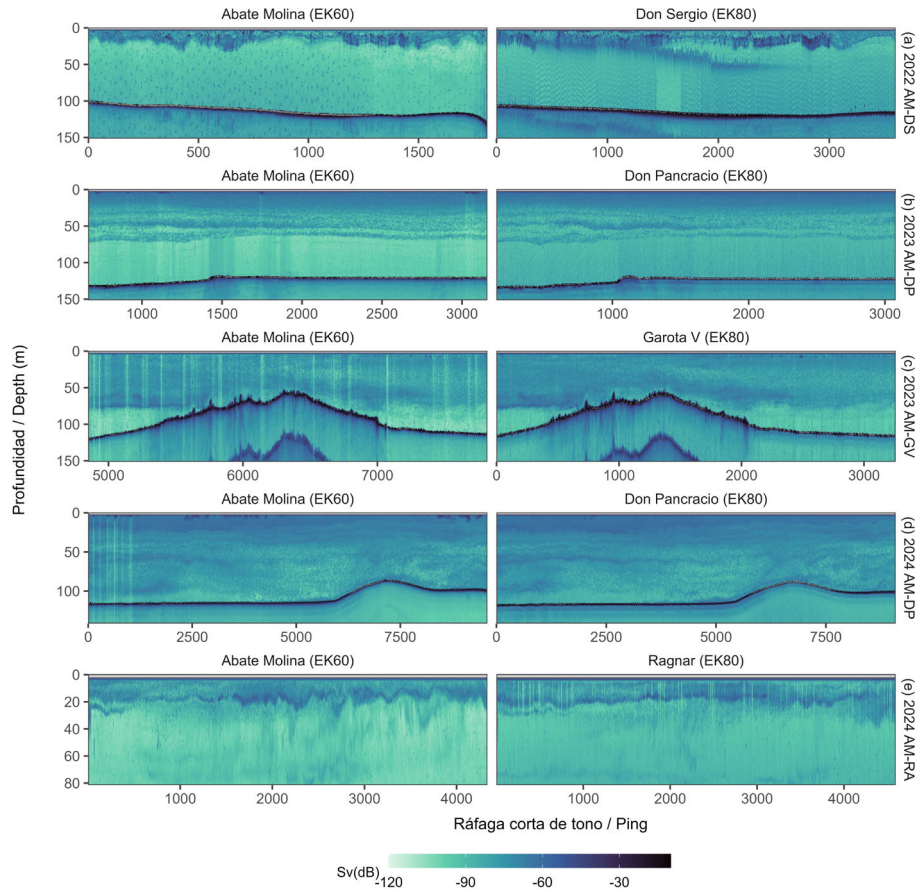 Abate Molina (EK60) Don Sergio (EK80)
0
50
100
150
0 500 1000 1500 0 1000 2000 3000
(a) 2022 AM-DS
Abate Molina (EK60) Don Pancracio (EK80)
0
50
100
150
1000 1500 2000 2500 3000 0 1000 2000 3000
(b) 2023 AM-DP
Abate Molina (EK60) Garota V (EK80)
0
50
100
150
5000 6000 7000 0 1000 2000 3000
(c) 2023 AM-GV
Profundidad / Depth (m)
Abate Molina (EK60) Don Pancracio (EK80)
0
50
100
0 2500 5000 7500 0 2500 5000 7500
(d) 2024 AM-DP
Abate Molina (EK60) Ragnar (EK80)
0
20
40
60
80
1000 2000 3000 4000 1000 2000 3000 4000
(e) 2024 AM-RA
Ráfaga corta de tono / Ping
Sv(dB)
-120 -90 -60 -30